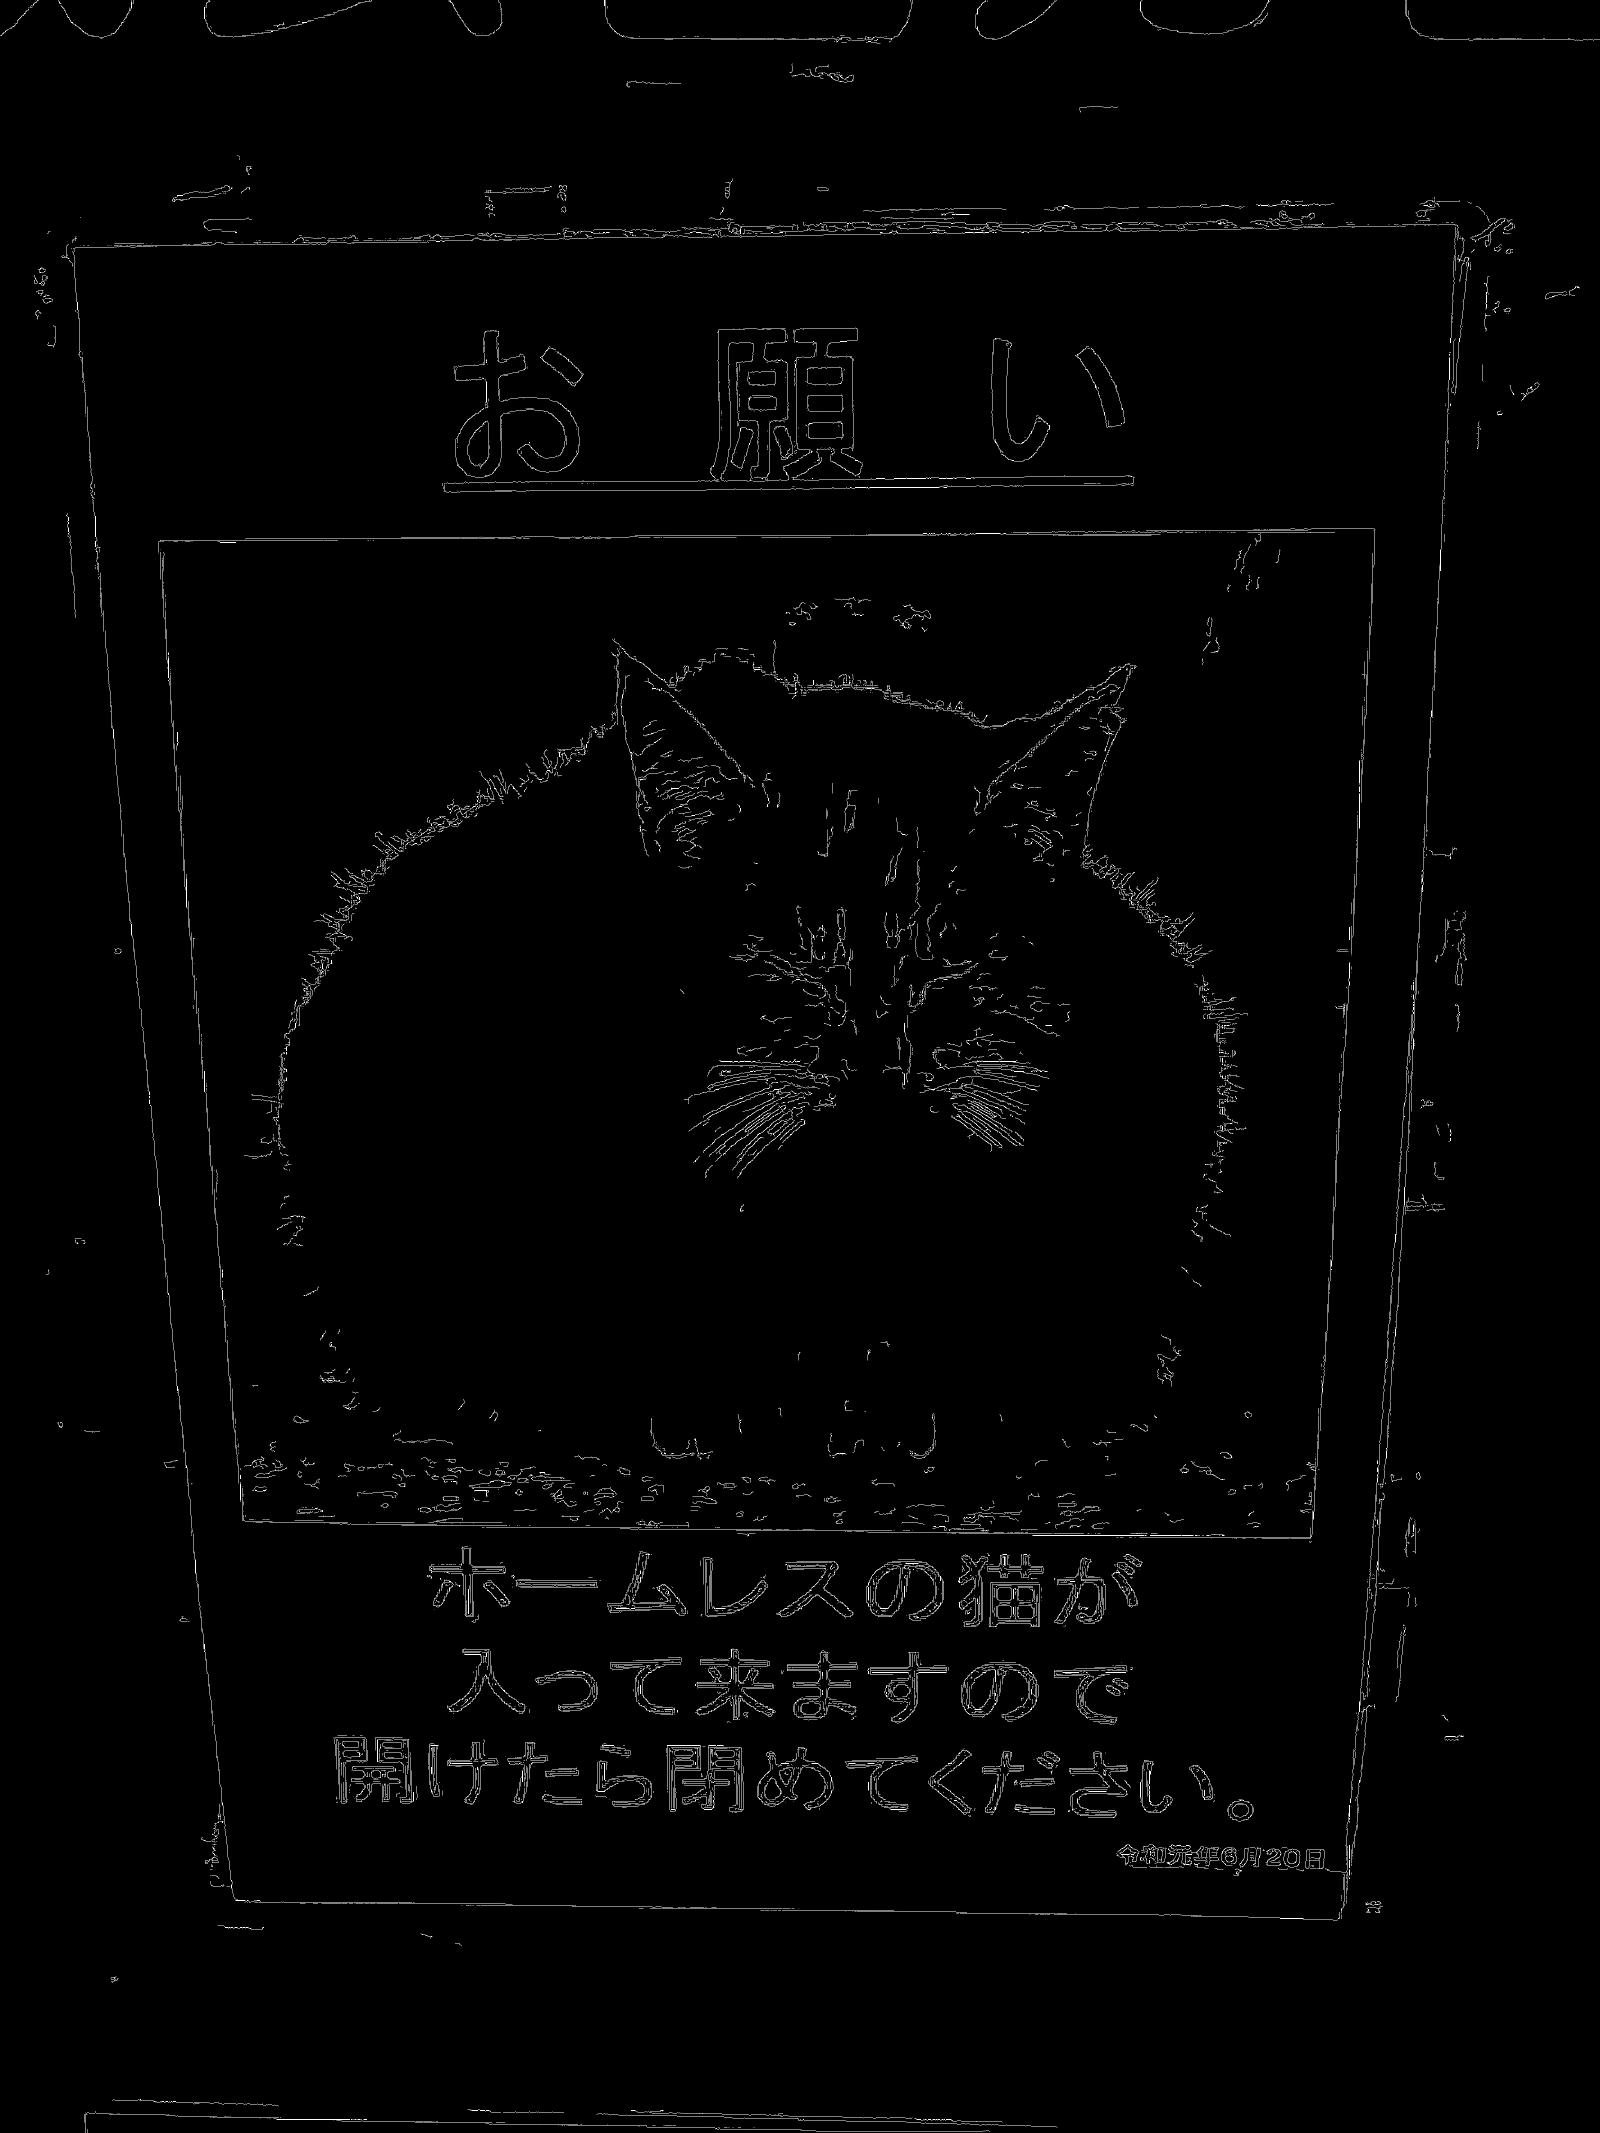 お願い
ホームレスの猫が
入って来ますので
開けたら閉めてください。
令和元年6月20日